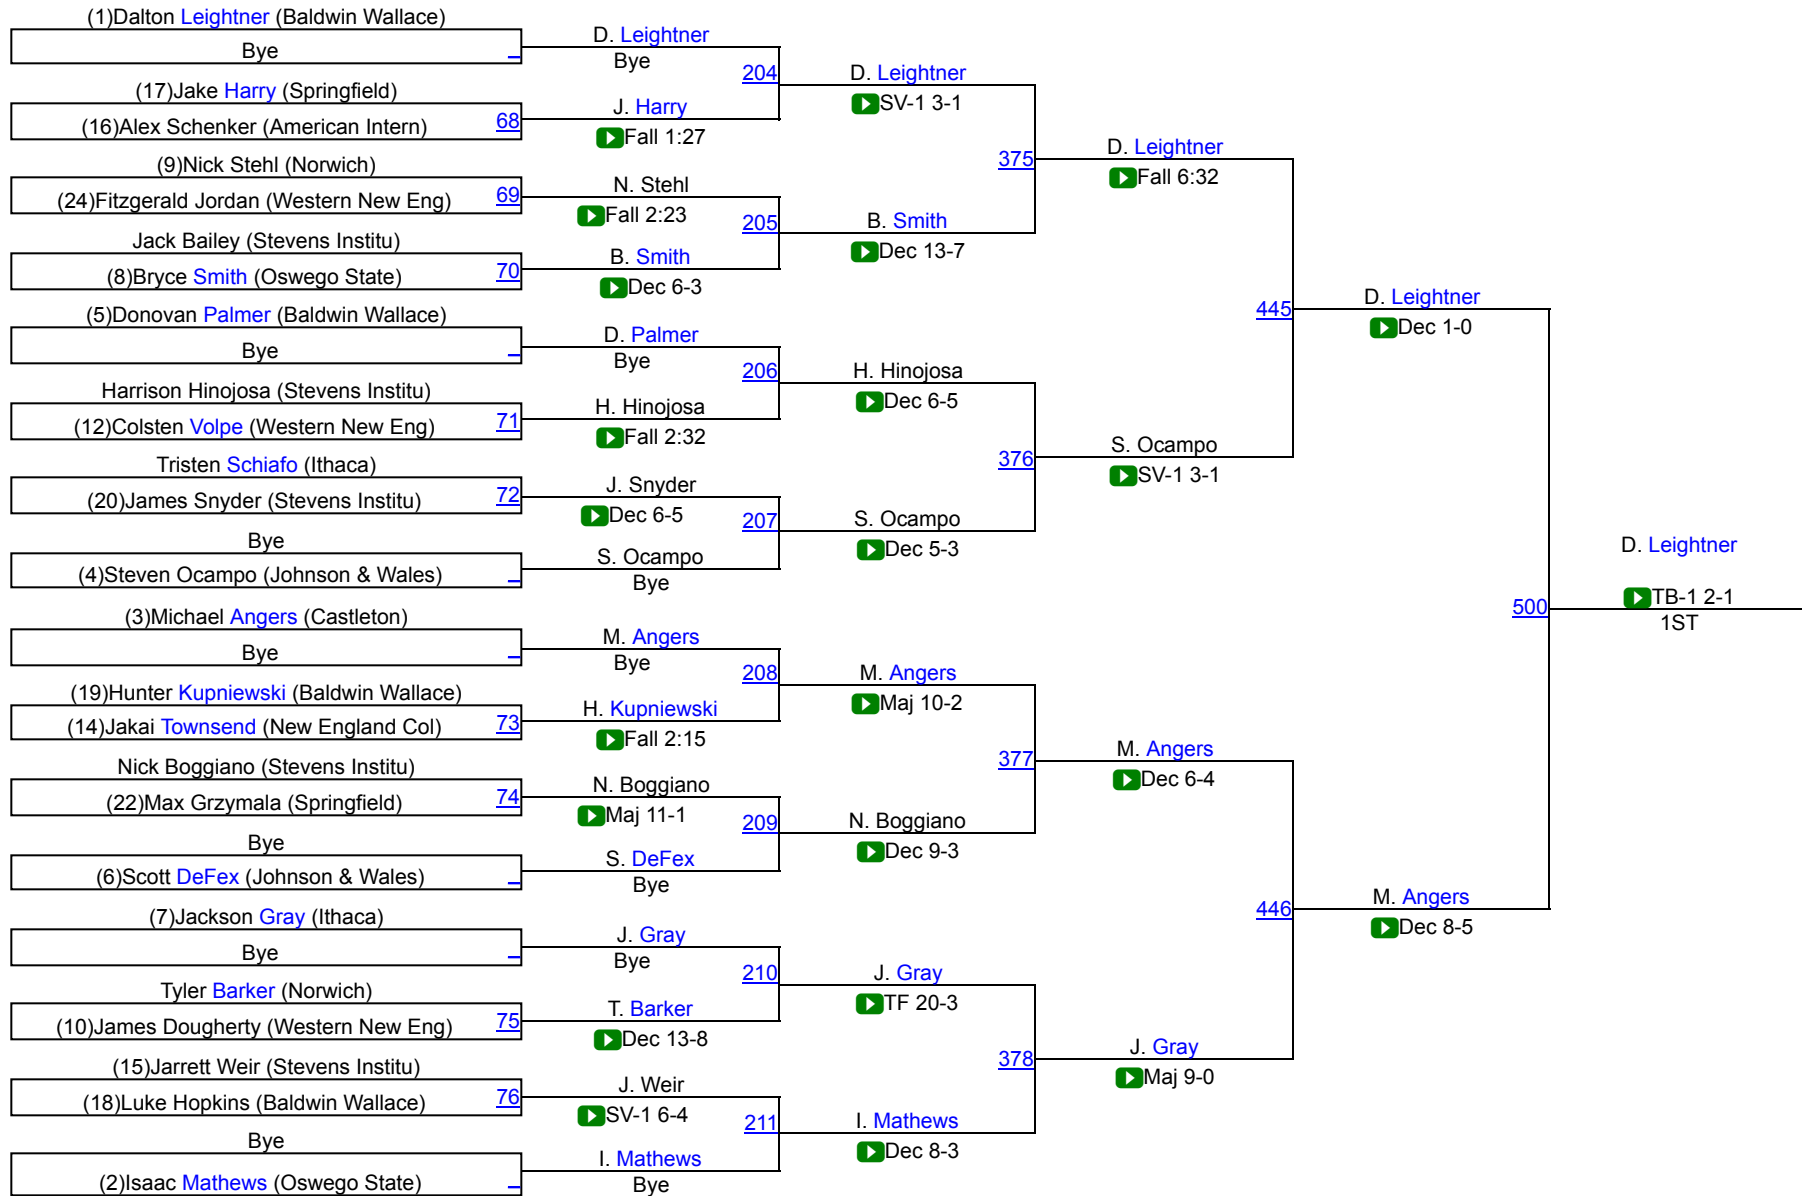 (1)Dalton Leightner (Baldwin Wallace)
Bye
(17)Jake Harry (Springfield)
(16)Alex Schenker (American Intern) 68
(9)Nick Stehl (Norwich)
(24)Fitzgerald Jordan (Western New Eng) 69
Jack Bailey (Stevens Institu)
(8)Bryce Smith (Oswego State) 70
(5)Donovan Palmer (Baldwin Wallace)
Bye
Harrison Hinojosa (Stevens Institu)
(12)Colsten Volpe (Western New Eng) 71
Tristen Schiafo (Ithaca)
(20)James Snyder (Stevens Institu) 72
Bye
(4)Steven Ocampo (Johnson & Wales)
(3)Michael Angers (Castleton)
Bye
(19)Hunter Kupniewski (Baldwin Wallace)
(14)Jakai Townsend (New England Col) 73
Nick Boggiano (Stevens Institu)
(22)Max Grzymala (Springfield) 74
Bye
(6)Scott DeFex (Johnson & Wales)
(7)Jackson Gray (Ithaca)
Bye
Tyler Barker (Norwich)
(10)James Dougherty (Western New Eng) 75
(15)Jarrett Weir (Stevens Institu)
(18)Luke Hopkins (Baldwin Wallace) 76
Bye
(2)Isaac Mathews (Oswego State)
D. Leightner
Bye
204
J. Harry
Fall 1:27
N. Stehl
Fall 2:23
205
B. Smith
Dec 6-3
D. Palmer
Bye
206
H. Hinojosa
Fall 2:32
J. Snyder
Dec 6-5
207
S. Ocampo
Bye
M. Angers
Bye
208
H. Kupniewski
Fall 2:15
N. Boggiano
Maj 11-1
209
S. DeFex
Bye
J. Gray
Bye
210
T. Barker
Dec 13-8
J. Weir
SV-1 6-4
211
I. Mathews
Bye
D. Leightner
SV-1 3-1
375
B. Smith
Dec 13-7
H. Hinojosa
Dec 6-5
376
S. Ocampo
Dec 5-3
M. Angers
Maj 10-2
377
N. Boggiano
Dec 9-3
J. Gray
TF 20-3
378
I. Mathews
Dec 8-3
D. Leightner
Fall 6:32
445
S. Ocampo
SV-1 3-1
M. Angers
Dec 6-4
446
J. Gray
Maj 9-0
D. Leightner
Dec 1-0
500
M. Angers
Dec 8-5
D. Leightner
TB-1 2-1
1ST